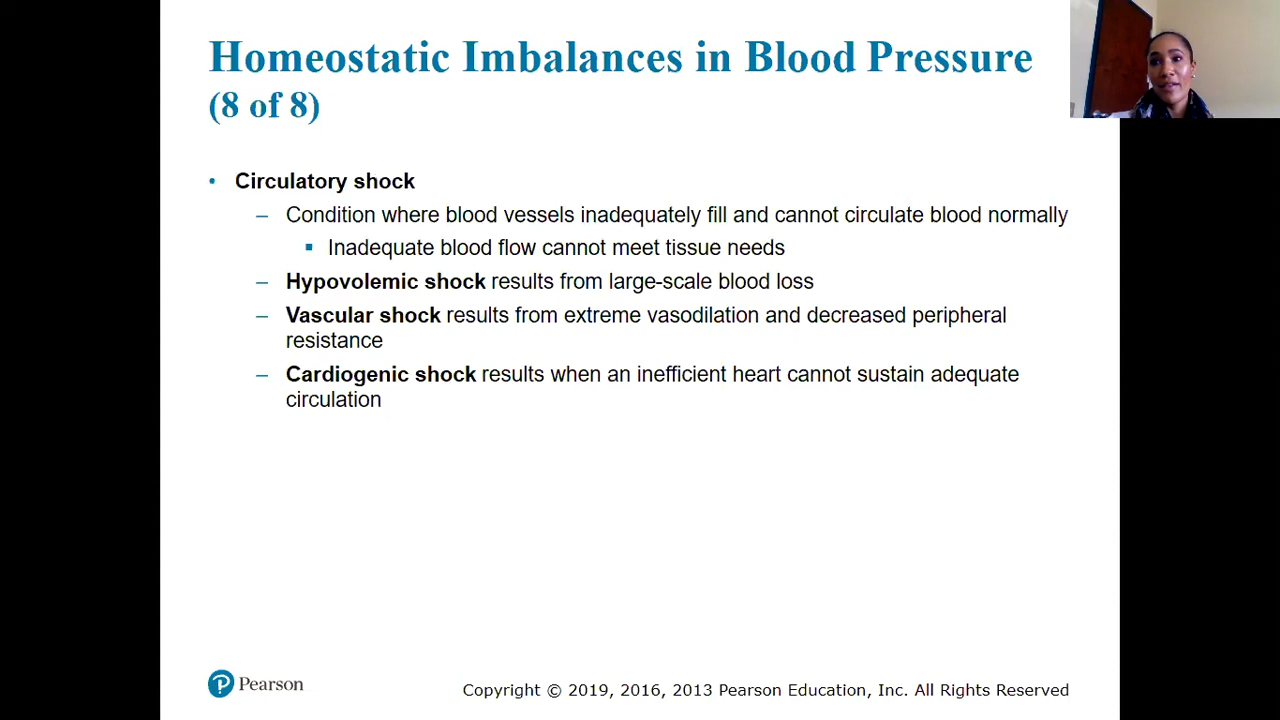 Homeostatic Imbalances in Blood Pressure
(8 of 8)
• Circulatory shock
– Condition where blood vessels inadequately fill and cannot circulate blood normally
▪ Inadequate blood flow cannot meet tissue needs
– Hypovolemic shock results from large-scale blood loss
– Vascular shock results from extreme vasodilation and decreased peripheral
resistance
– Cardiogenic shock results when an inefficient heart cannot sustain adequate
circulation
P Pearson
Copyright © 2019, 2016, 2013 Pearson Education, Inc. All Rights Reserved